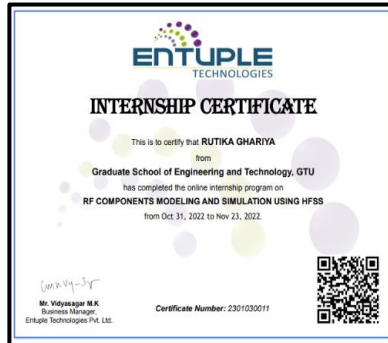 ENTUPLE
TECHNOLOGIES
INTERNSHIP CERTIFICATE
This is to certify that RUTIKA GHARIYA
from
Graduate School of Engineering and Technology, GTU
has completed the online internship program on
RF COMPONENTS MODELING AND SIMULATION USING HFSS
from Oct 31, 2022 to Nov 23, 2022.
Mr. Vidyasagar M.K
Business Manager,
Entuple Technologies Pvt. Ltd.
Certificate Number: 2301030011